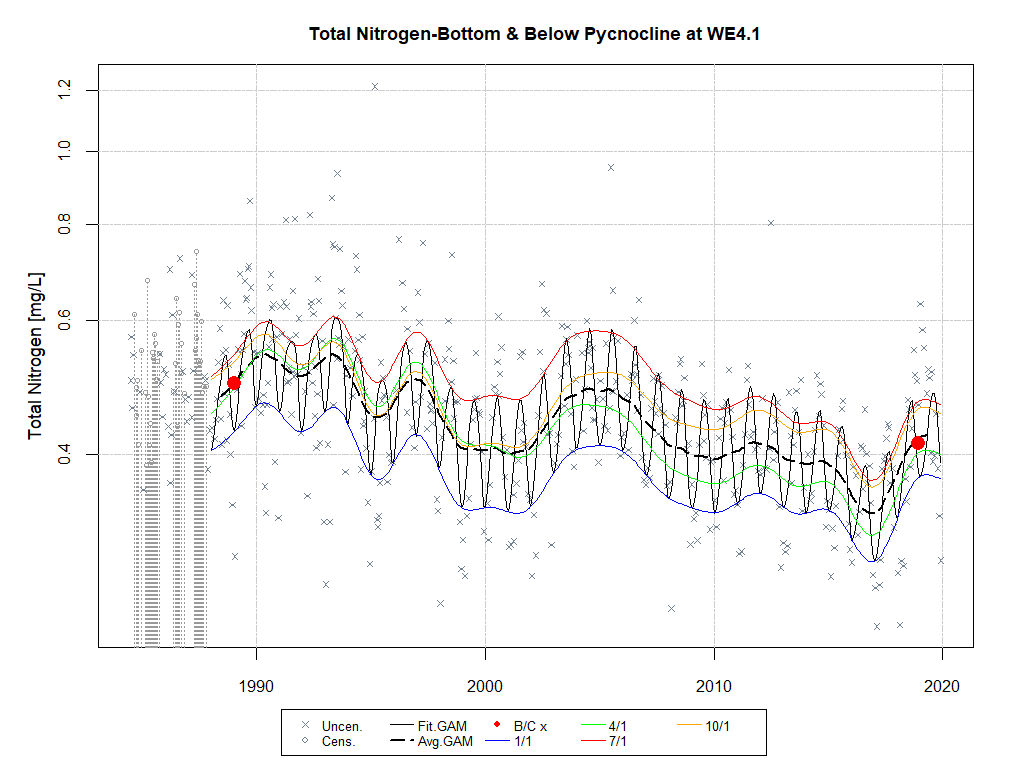 Total Nitrogen-Bottom & Below Pycnocline at WE4.1
Total Nitrogen [mg/L]
1.2
1.0
0.8
0.6
0.4
1990 2000 2010 2020
Uncen. Fit.GAM B/C x 4/1 10/1
Cens. Avg.GAM 1/1 7/1